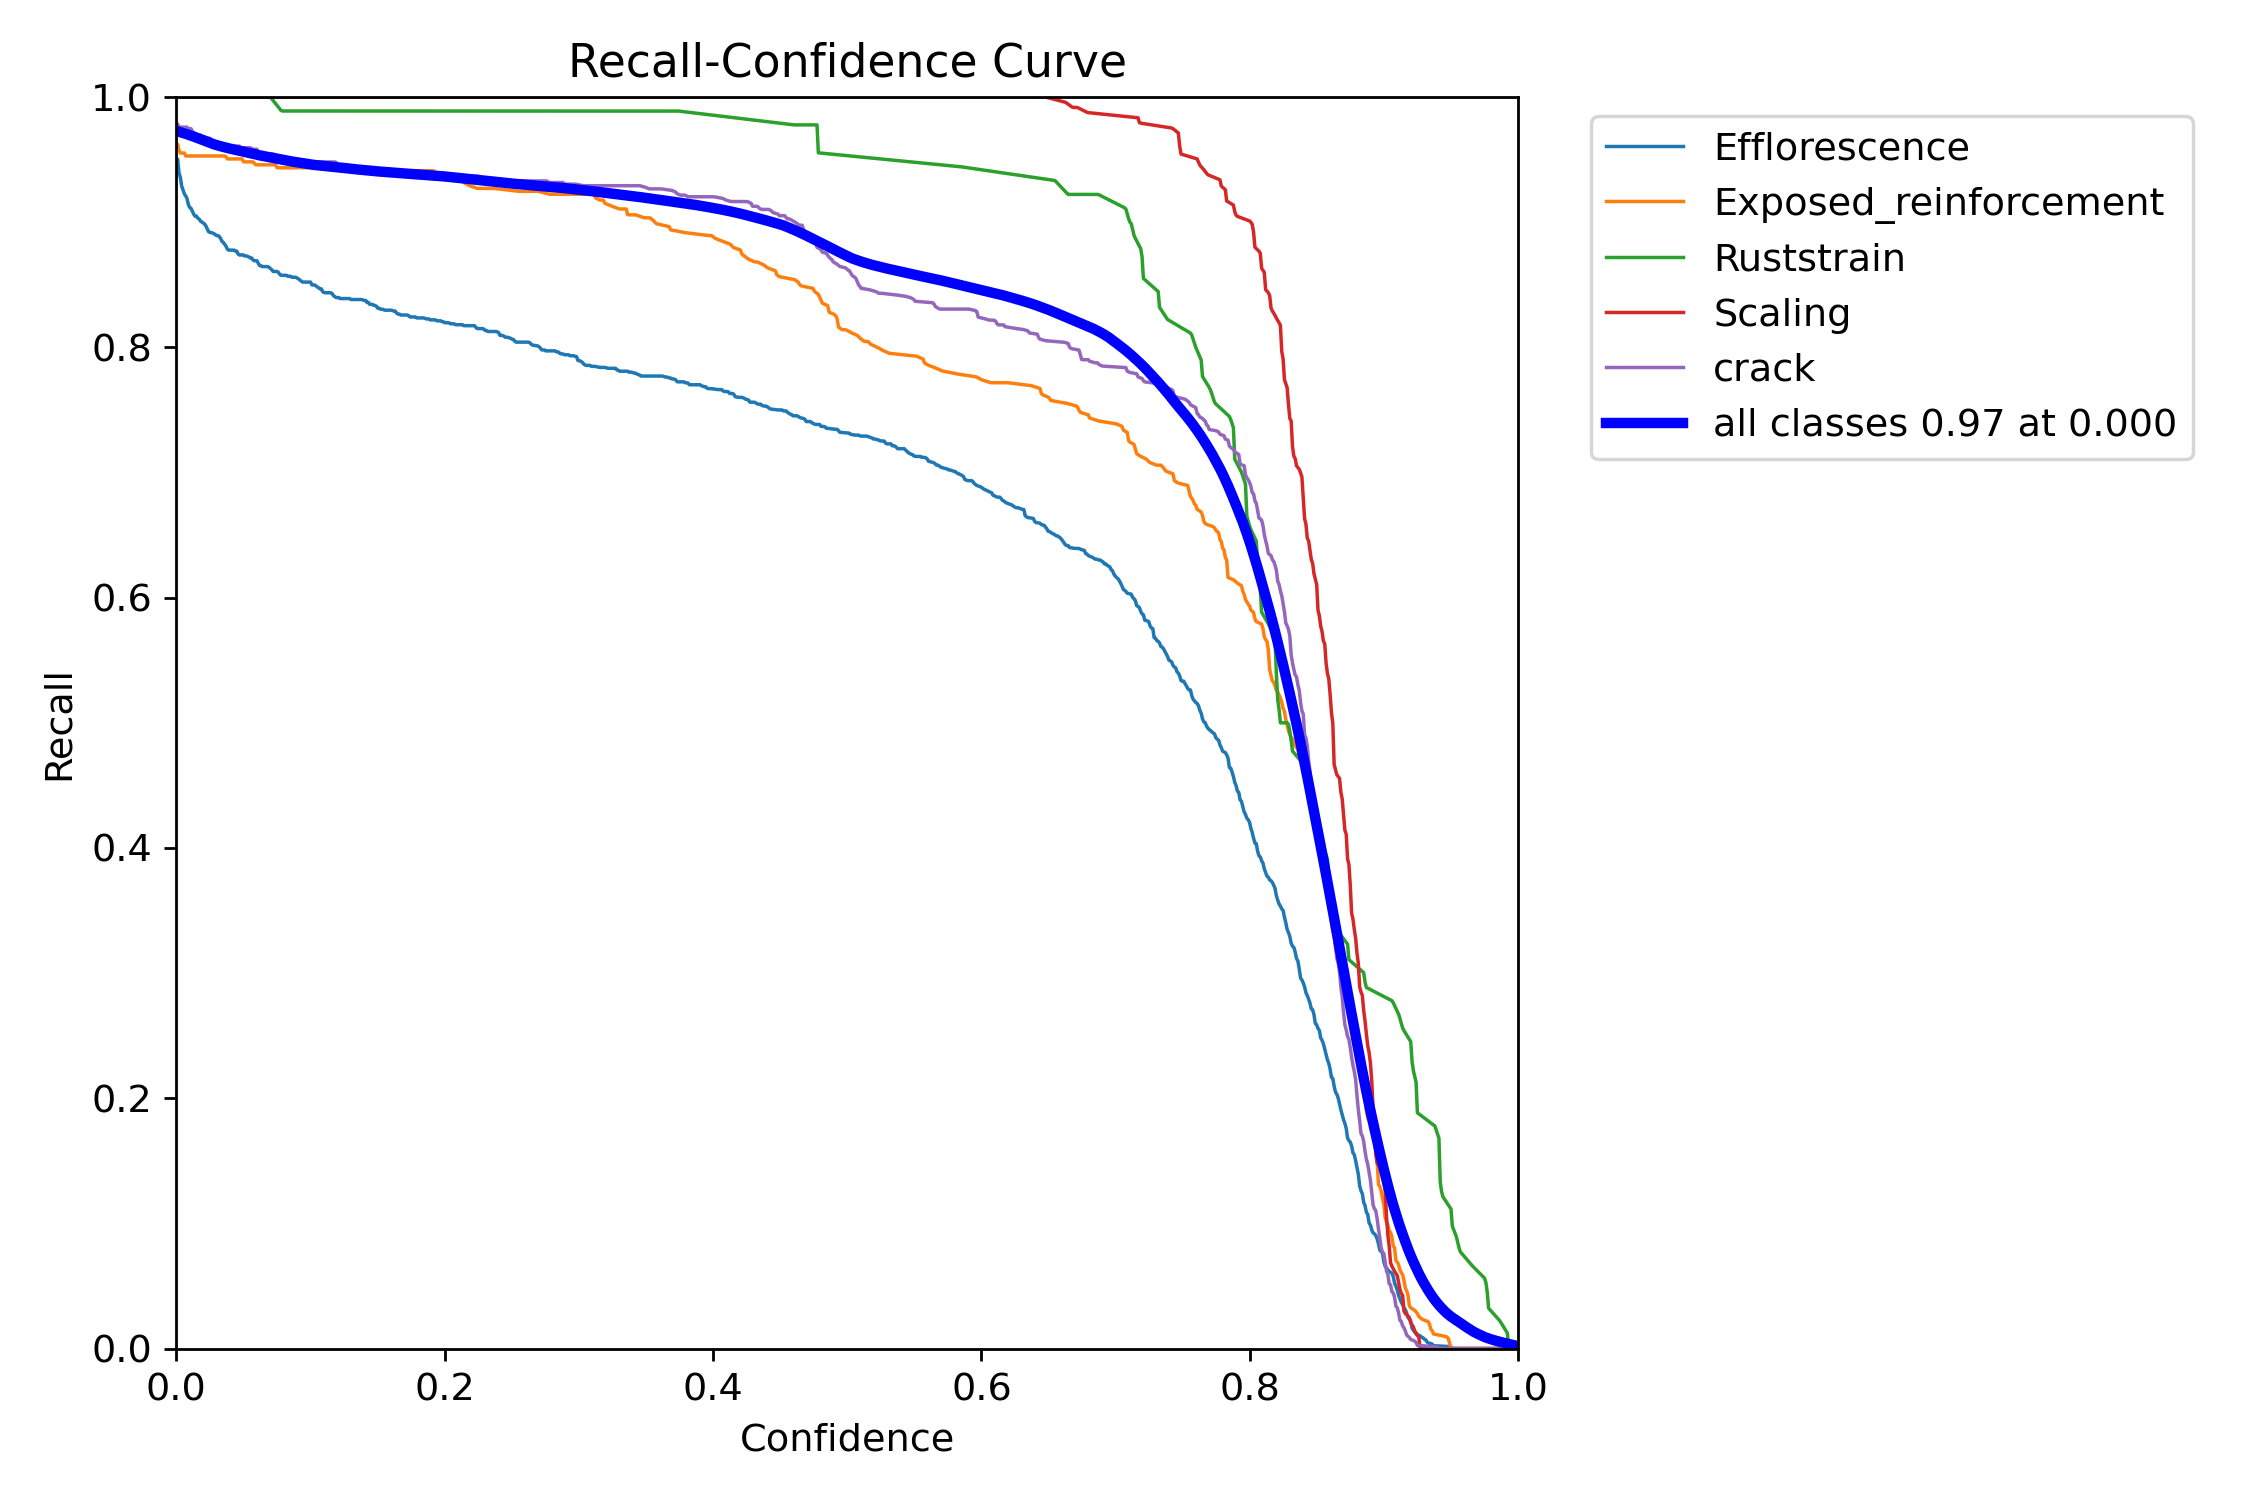 Recall-Confidence Curve
1.0
0.8
0.6
0.4
0.2
0.0
Recall
0.0 0.2 0.4 0.6 0.8 1.0
Confidence
Efflorescence
Exposed_reinforcement
Ruststrain
Scaling
crack
all classes 0.97 at 0.000